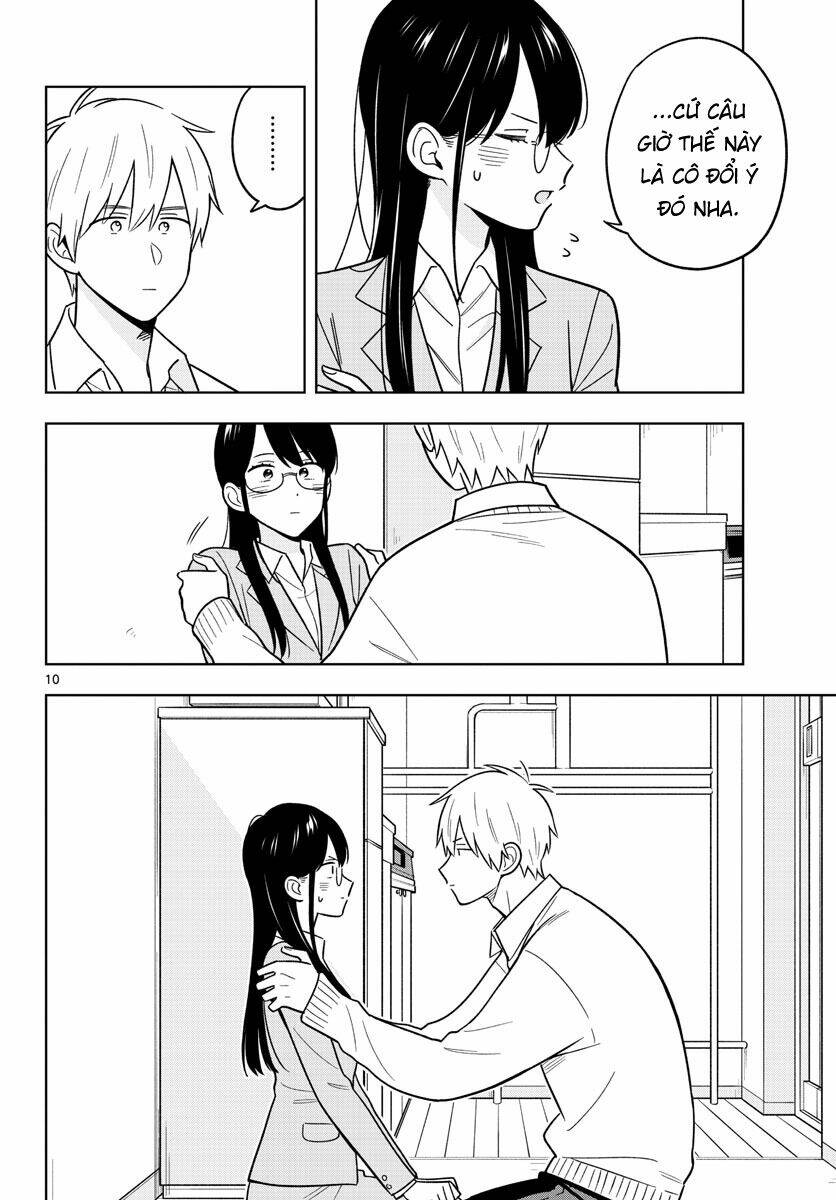 ...CỨ CÂU
GIỜ THẾ NÀY
LÀ CÔ ĐỔI Ý
ĐÓ NHA.
.........
10